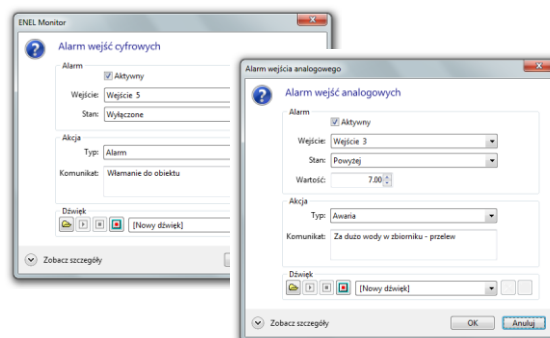 ENEL Monitor
Alarm wejść cyfrowych
Alarm
Aktywny
Wejście: Wejście 5
Stan: Wyłączone
Akcja
Typ: Alarm
Komunikat: Włamanie do obiektu
Dźwięk
[Nowy dźwięk]
Zobacz szczegóły
Alarm wejścia analogowego
Alarm wejść analogowych
Alarm
Aktywny
Wejście: Wejście 3
Stan: Powyzej
Wartość: 7.00
Akcja
Typ: Awaria
Komunikat: Za dużo wody w zbiorniku - przelew
Dźwięk
[Nowy dźwięk]
Zobacz szczegóły
OK
Anuluj